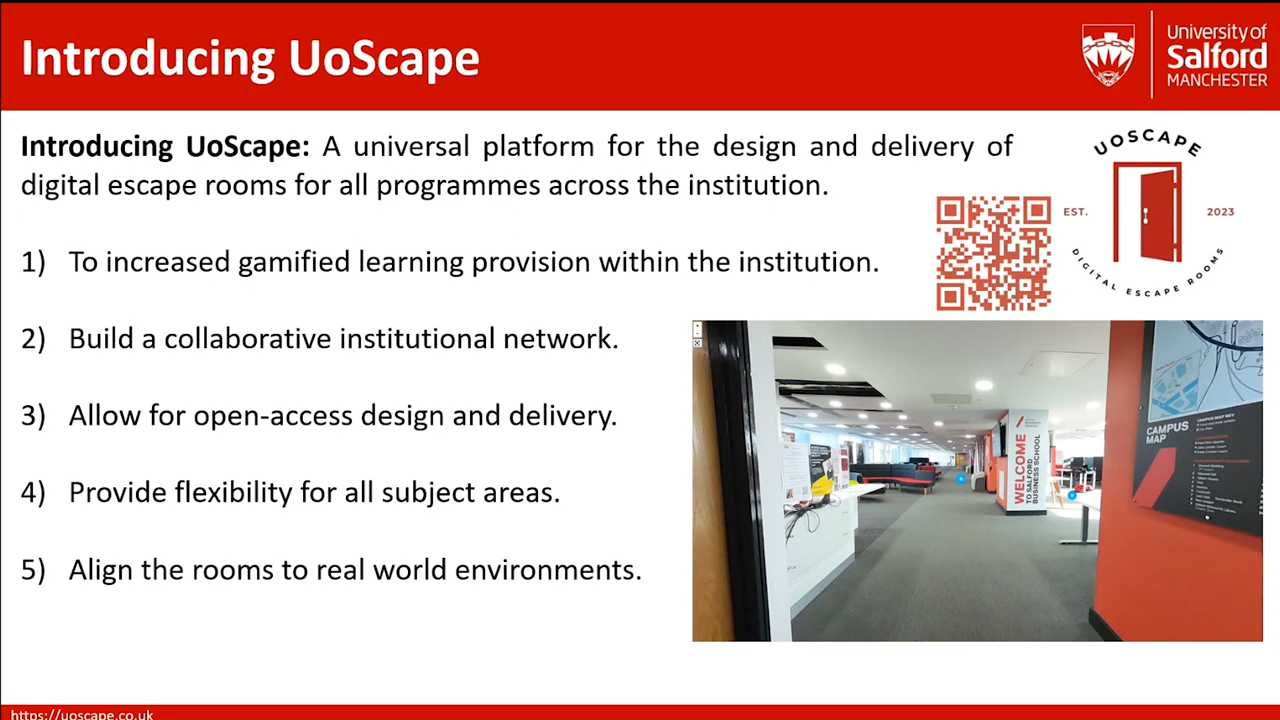 Introducing UoScape
University of
Salford
MANCHESTER
Introducing UoScape: A universal platform for the design and delivery of
digital escape rooms for all programmes across the institution.
UOSCAPE
EST.
2023
DIGITAL ESCAPE ROOMS
1) To increased gamified learning provision within the institution.
2) Build a collaborative institutional network.
3) Allow for open-access design and delivery.
4) Provide flexibility for all subject areas.
5) Align the rooms to real world environments.
WELCOME
TO SALFORD
BUSINESS SCHOOL
CAMPUS
MAP
CAMPUS MAP KEY
https://uoscape.co.uk